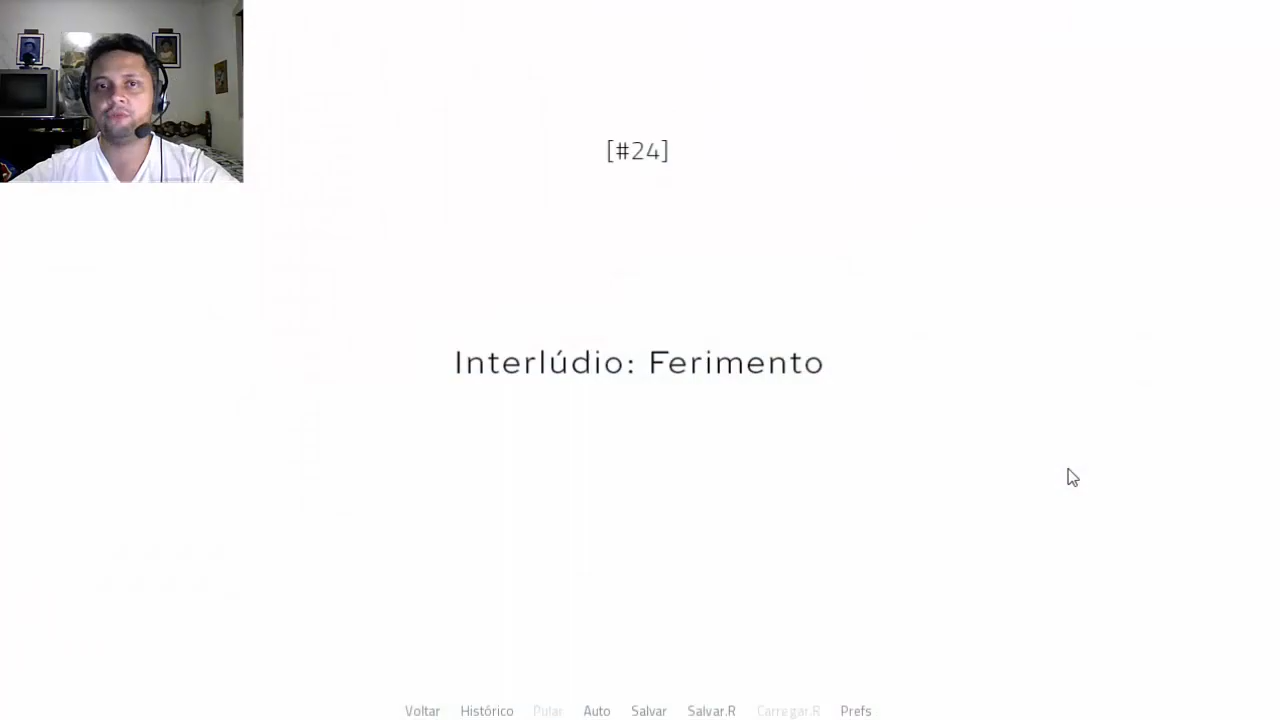 [#24]
Interlúdio: Ferimento
Voltar Histórico Pular Auto Salvar Salvar.R Carregar.R Prefs